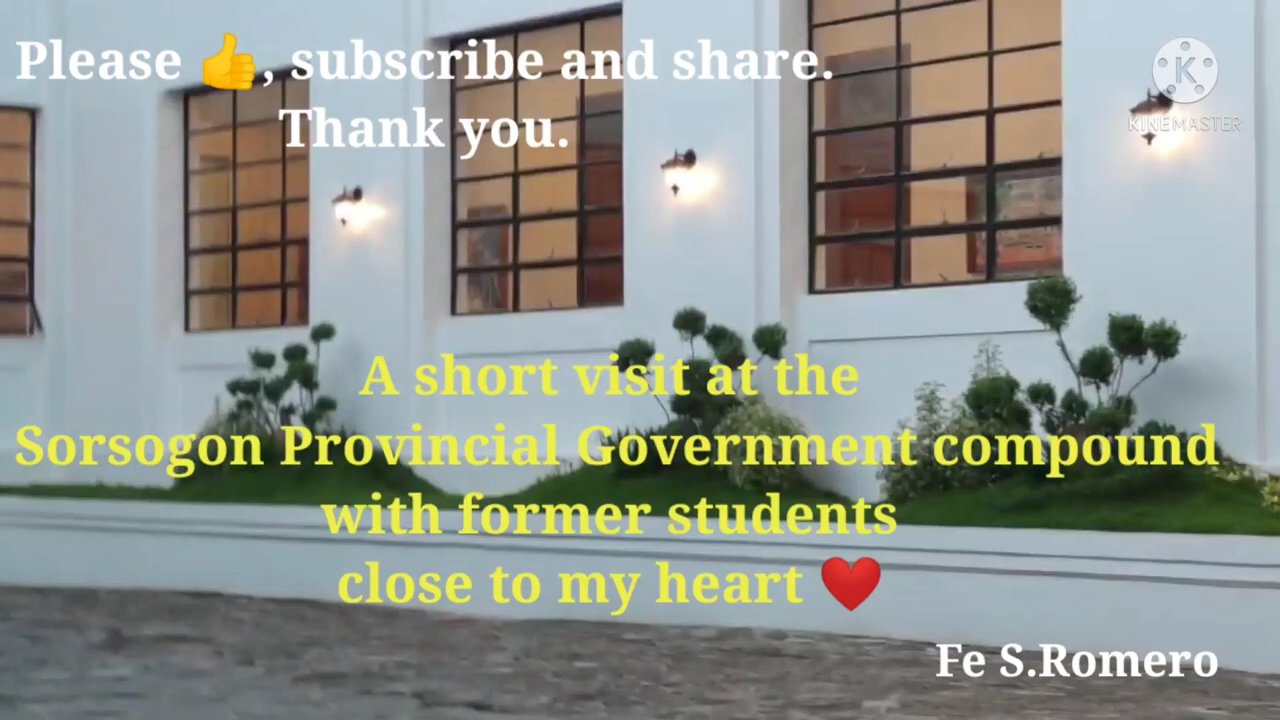 Please 👍, subscribe and share.
Thank you.
K
KINEMASTER
A short visit at the
Sorsogon Provincial Government compound
with former students
close to my heart ❤️
Fe S.Romero